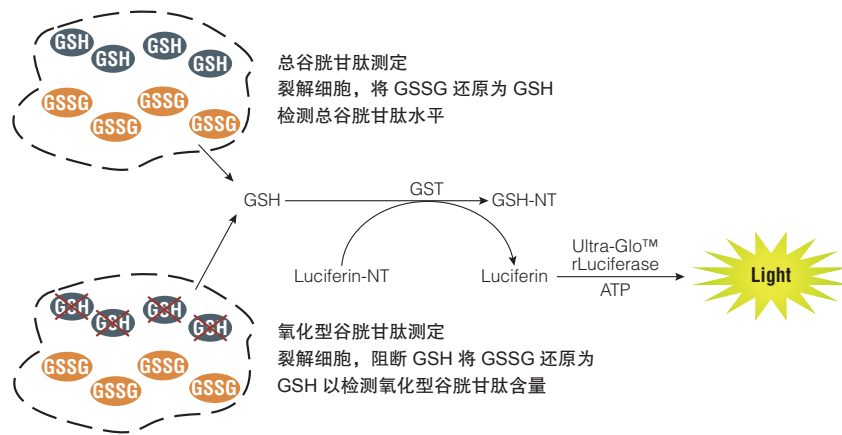 GSH
GSH
GSH
GSH
GSSG
GSSG
GSSG
GSSG
总谷胱甘肽测定
裂解细胞，将 GSSG 还原为 GSH
检测总谷胱甘肽水平
GSH
GST
GSH-NT
Luciferin-NT
Luciferin
Ultra-Glo™
rLuciferase
ATP
Light
GSH
GSH
GSH
GSH
GSSG
GSSG
GSSG
GSSG
氧化型谷胱甘肽测定
裂解细胞，阻断 GSH 将 GSSG 还原为
GSH 以检测氧化型谷胱甘肽含量